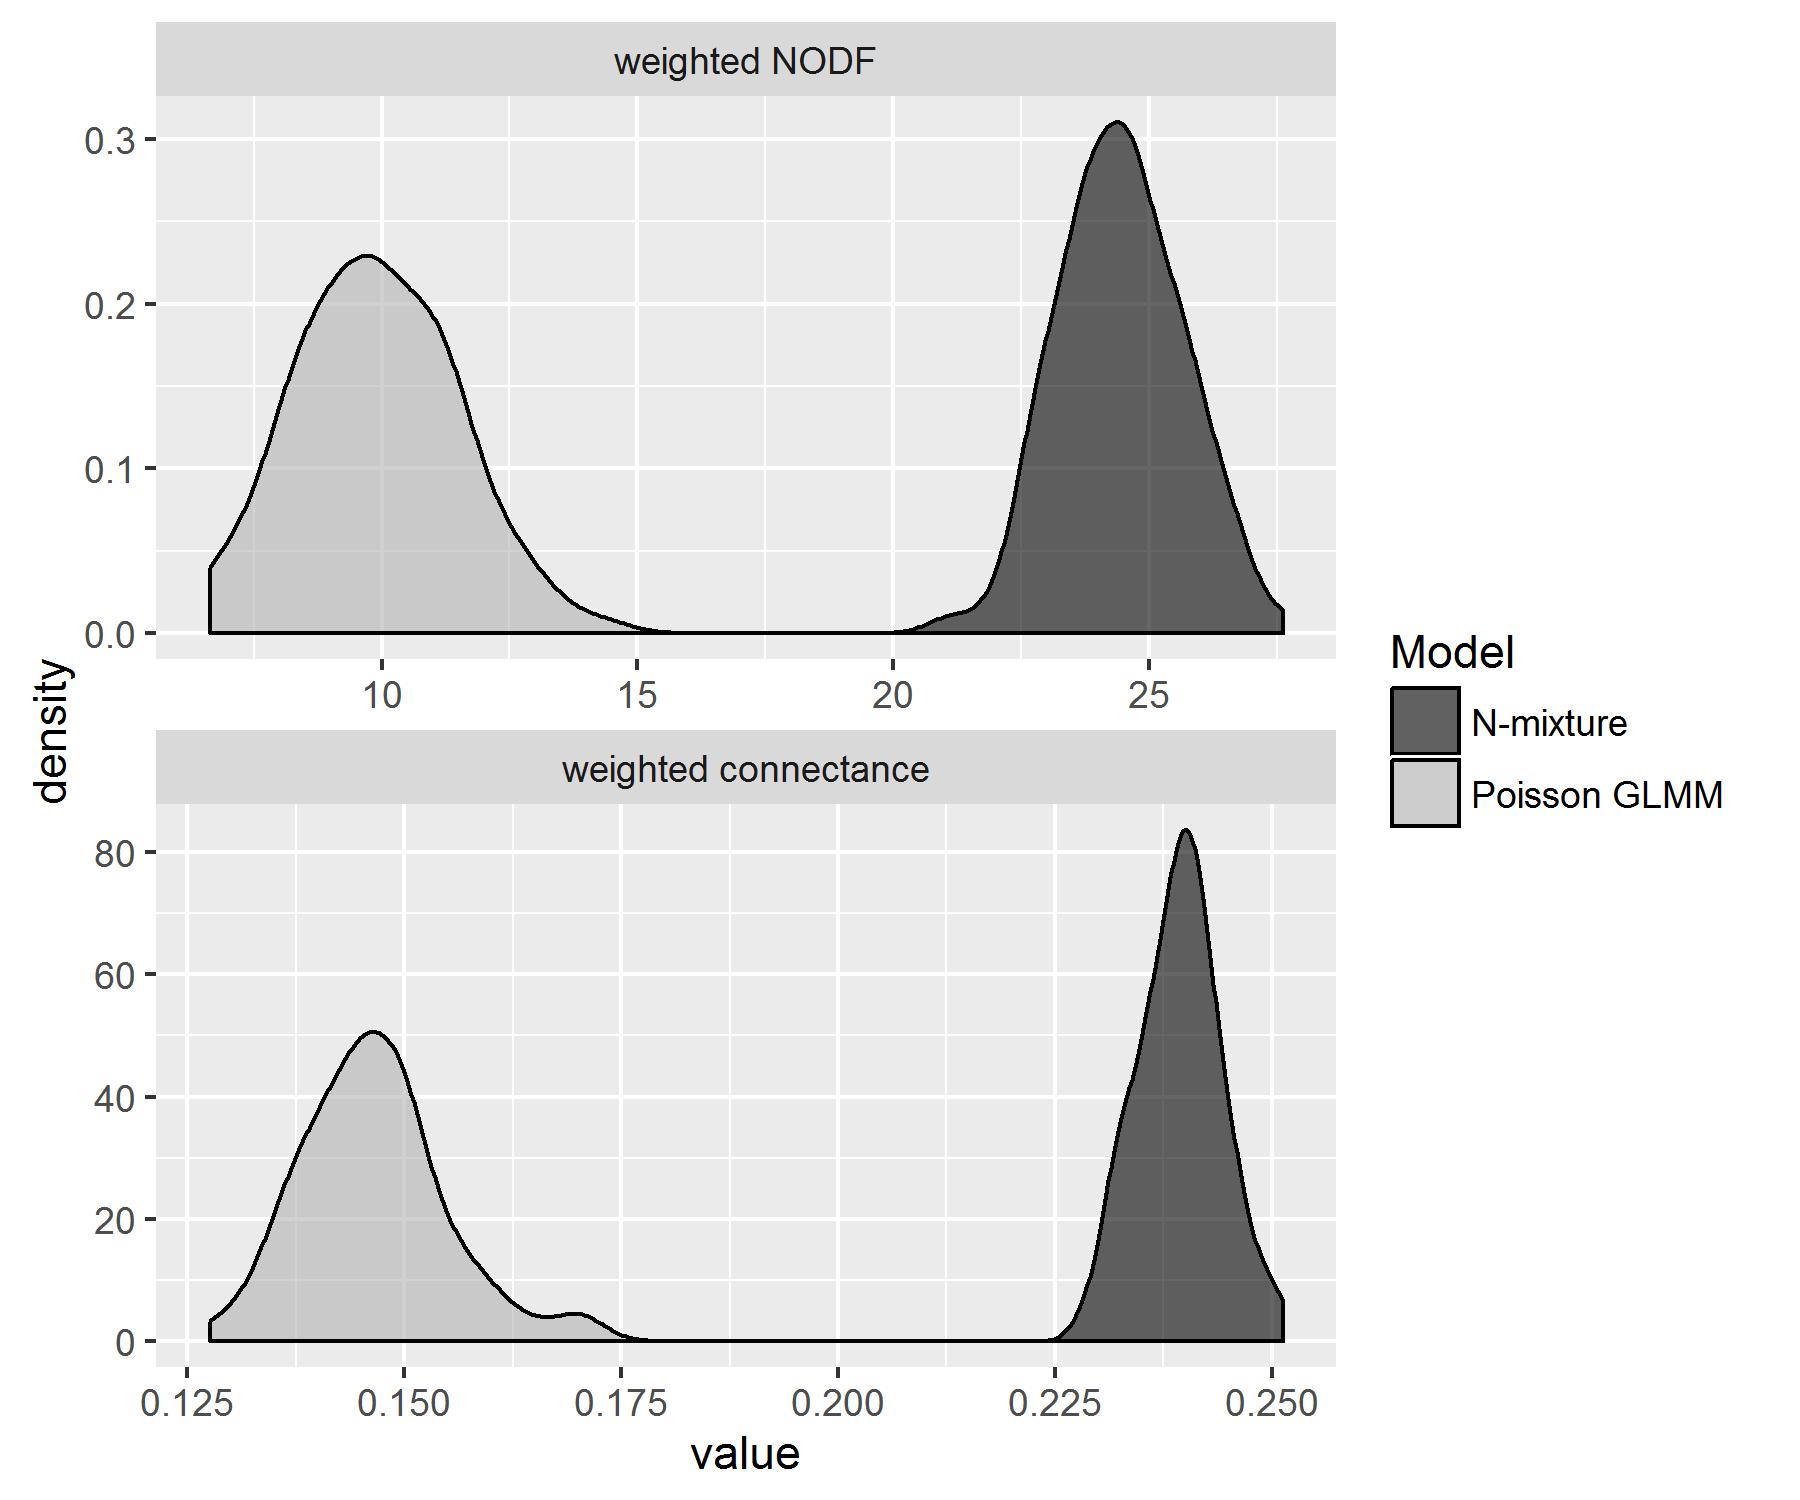 weighted NODF
0.3
0.2
0.1
0.0
10 15 20 25
density
weighted connectance
80
60
40
20
0
0.125 0.150 0.175 0.200 0.225 0.250
value
Model
N-mixture
Poisson GLMM